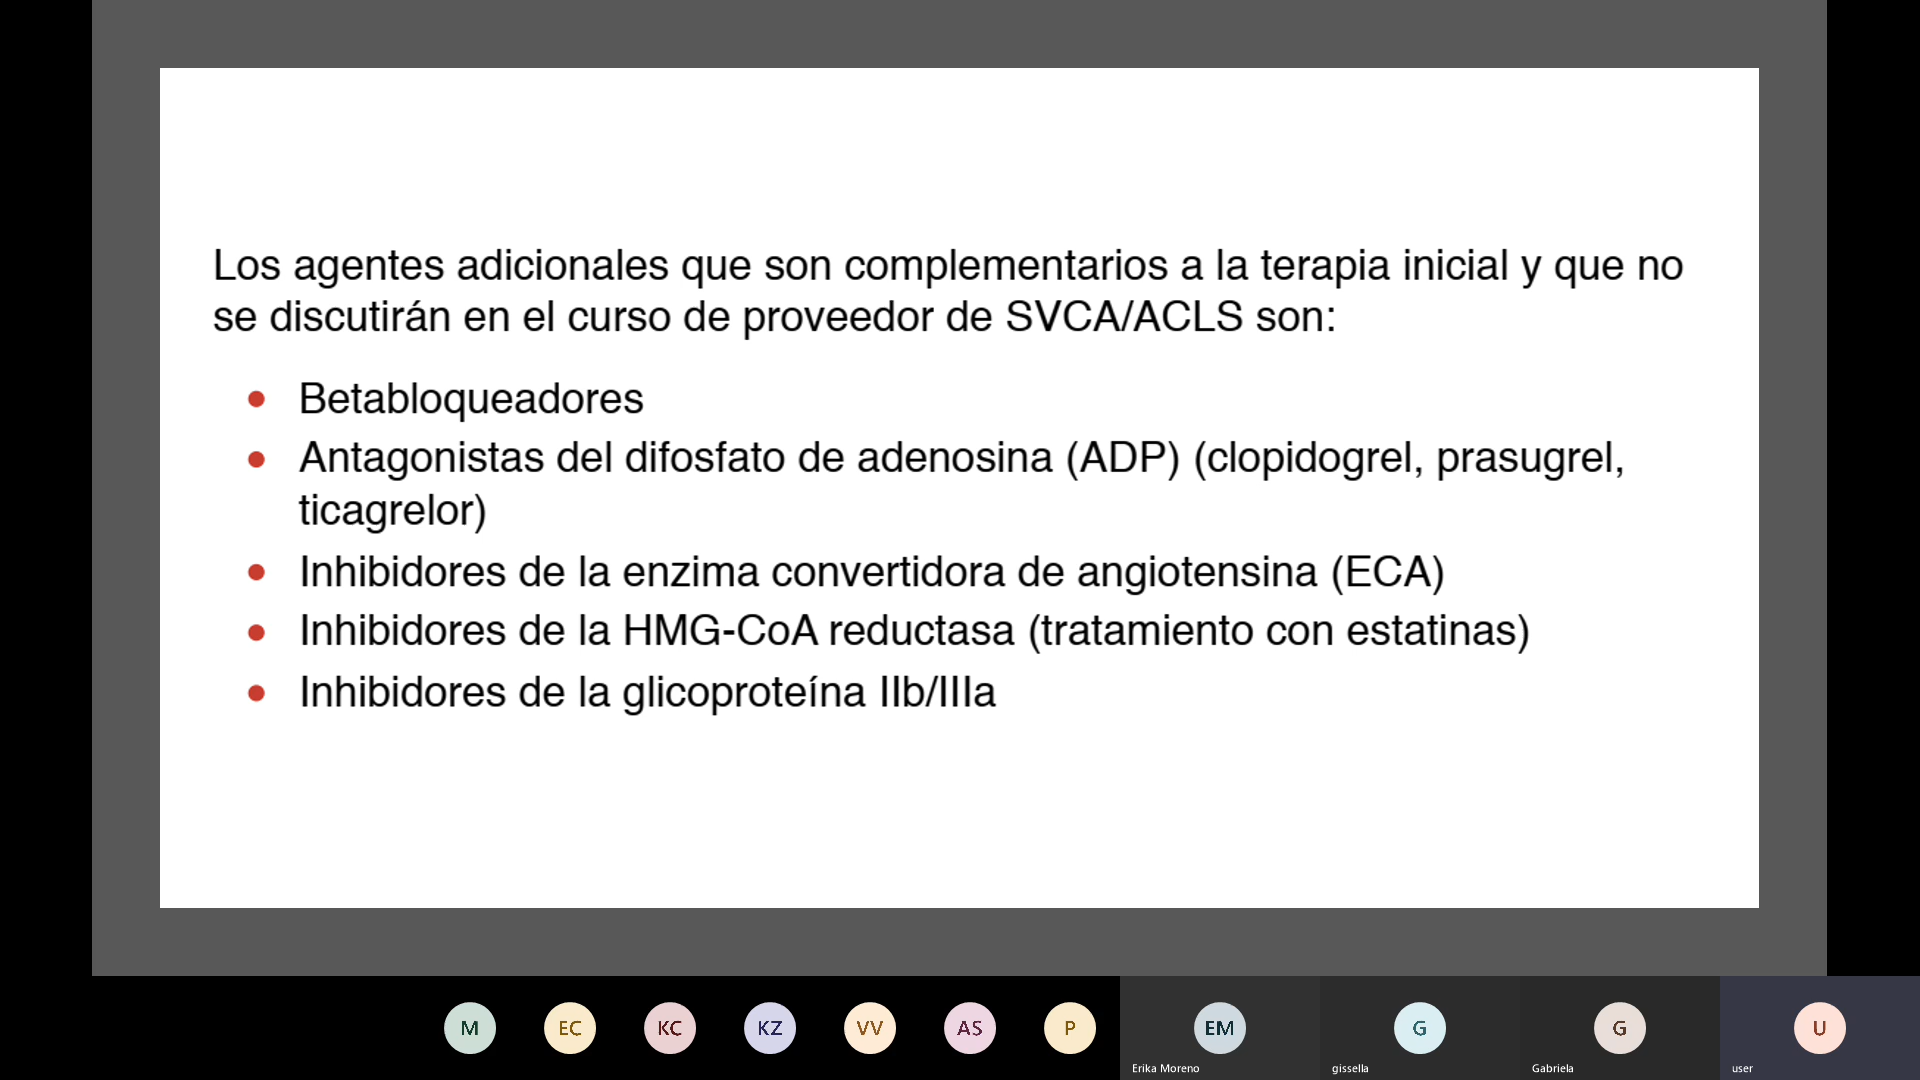 Los agentes adicionales que son complementarios a la terapia inicial y que no
se discutirán en el curso de proveedor de SVCA/ACLS son:
Betabloqueadores
Antagonistas del difosfato de adenosina (ADP) (clopidogrel, prasugrel,
ticagrelor)
Inhibidores de la enzima convertidora de angiotensina (ECA)
Inhibidores de la HMG-CoA reductasa (tratamiento con estatinas)
Inhibidores de la glicoproteína IIb/IIIa
M EC KC KZ VV AS P EM G G U
Erika Moreno gissella Gabriela user